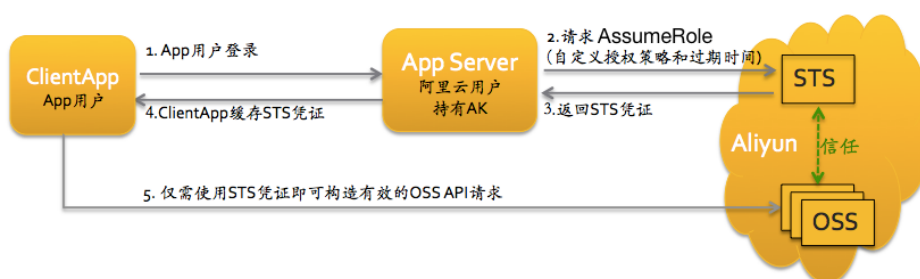 1. App用户登录
2.请求 AssumeRole
(自定义授权策略和过期时间)
ClientApp
App用户
App Server
阿里云用户
持有AK
STS
4.ClientApp缓存STS凭证
3.返回STS凭证
Aliyun
信任
5. 仅需使用STS凭证即可构造有效的OSS API请求
OSS